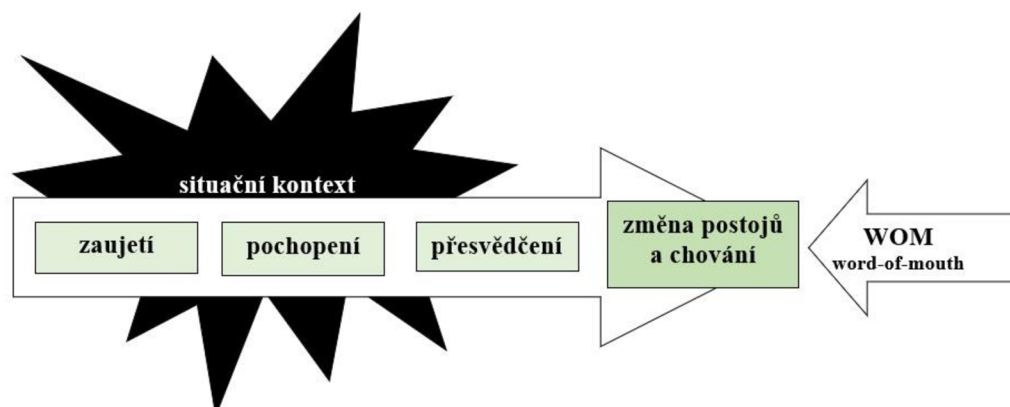 situační kontext
zaujetí
pochopení
přesvědčení
změna postojů
a chování
WOM
word-of-mouth